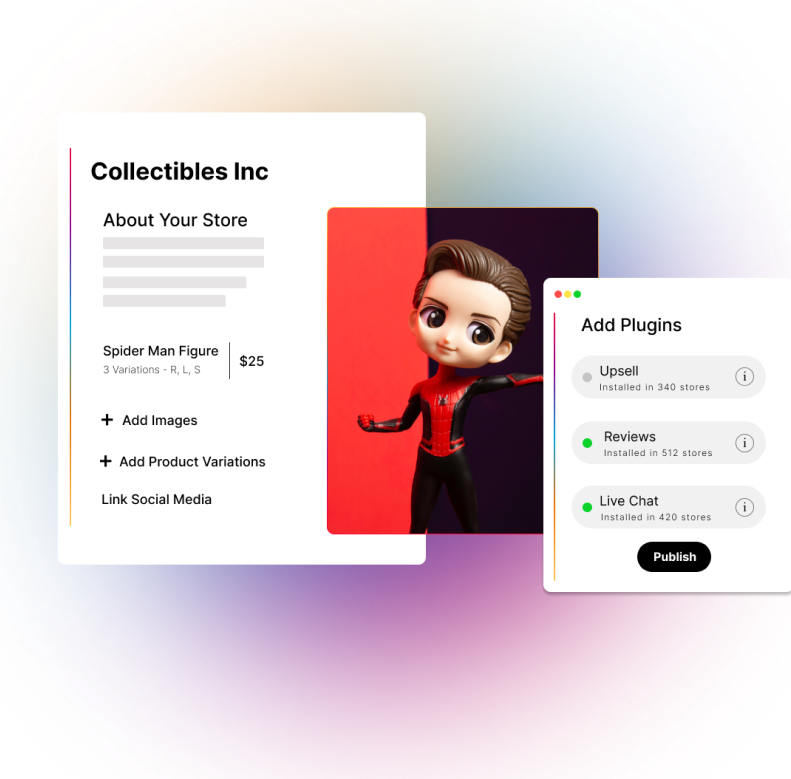 Collectibles Inc
About Your Store
Spider Man Figure
$25
3 Variations - R, L, S
+ Add Images
+ Add Product Variations
Link Social Media
Add Plugins
Upsell
Installed in 340 stores
i
Reviews
Installed in 512 stores
i
Live Chat
Installed in 420 stores
i
Publish